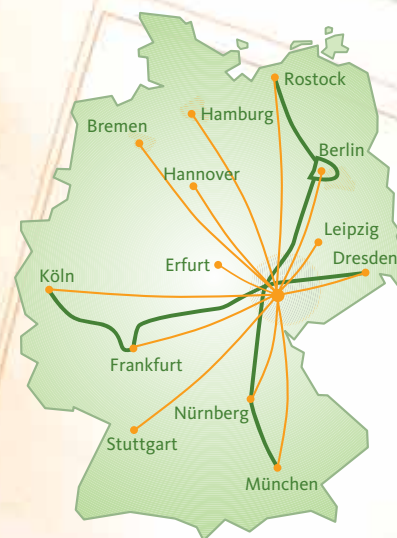 Rostock
Hamburg
Bremen
Berlin
Hannover
Leipzig
Dresden
Erfurt
Köln
Frankfurt
Nürnberg
Stuttgart
München